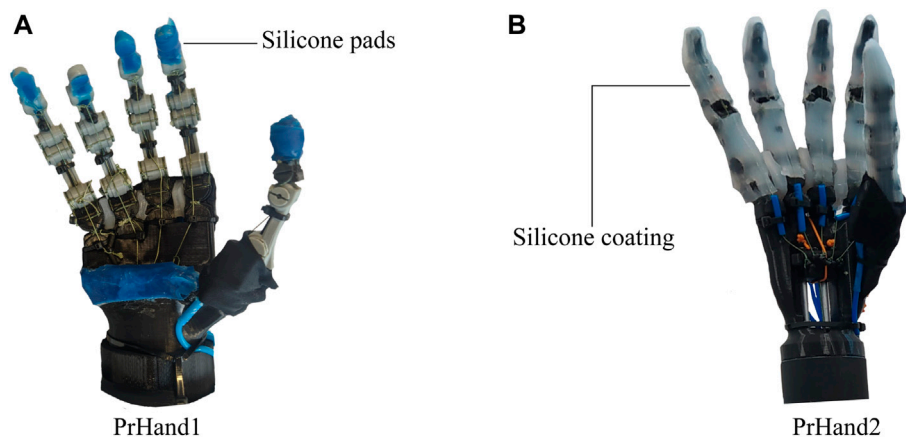 A
Silicone pads
PrHand1
B
Silicone coating
PrHand2